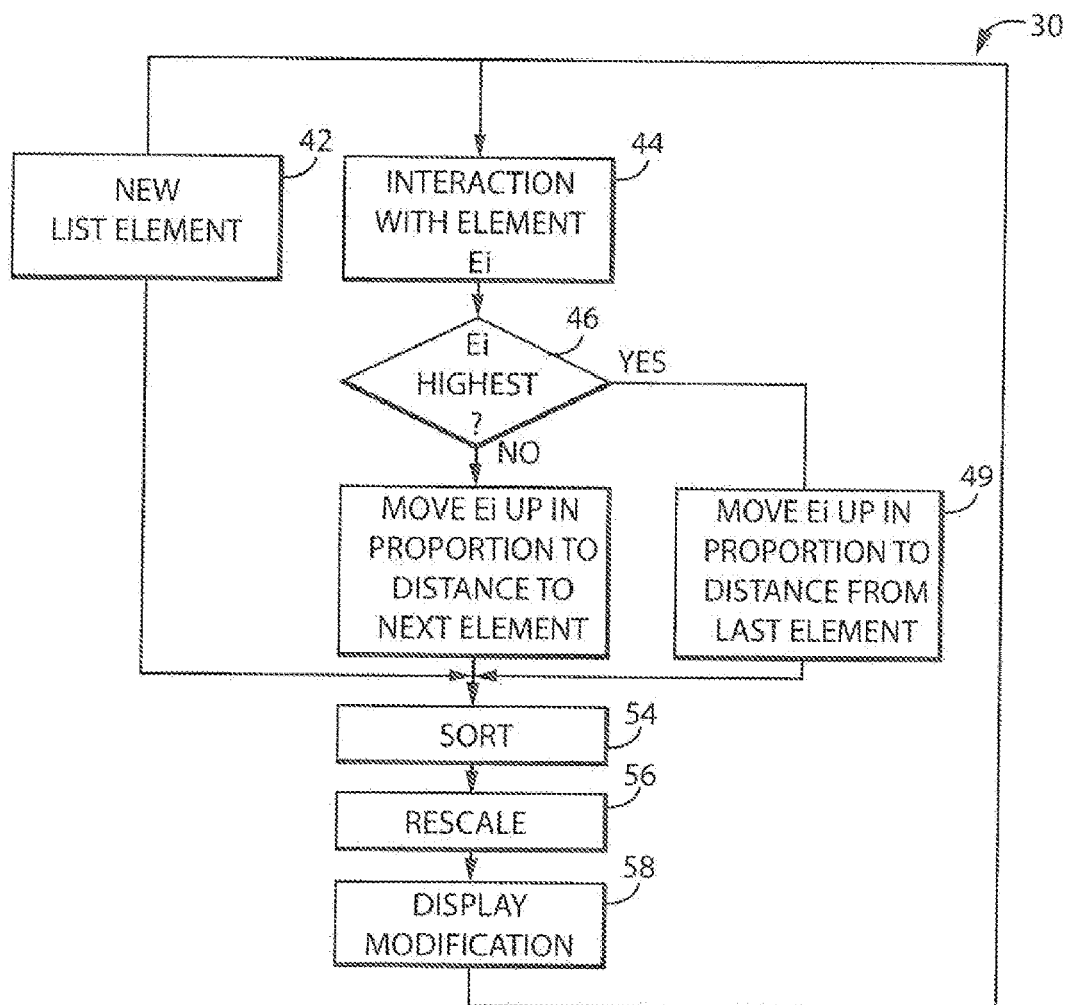 30
42
NEW
LIST ELEMENT
44
INTERACTION
WITH ELEMENT
Ei
46
Ei
HIGHEST
?
YES
NO
MOVE Ei UP IN
PROPORTION TO
DISTANCE TO
NEXT ELEMENT
49
MOVE Ei UP IN
PROPORTION TO
DISTANCE FROM
LAST ELEMENT
SORT
54
RESCALE
56
DISPLAY
MODIFICATION
58